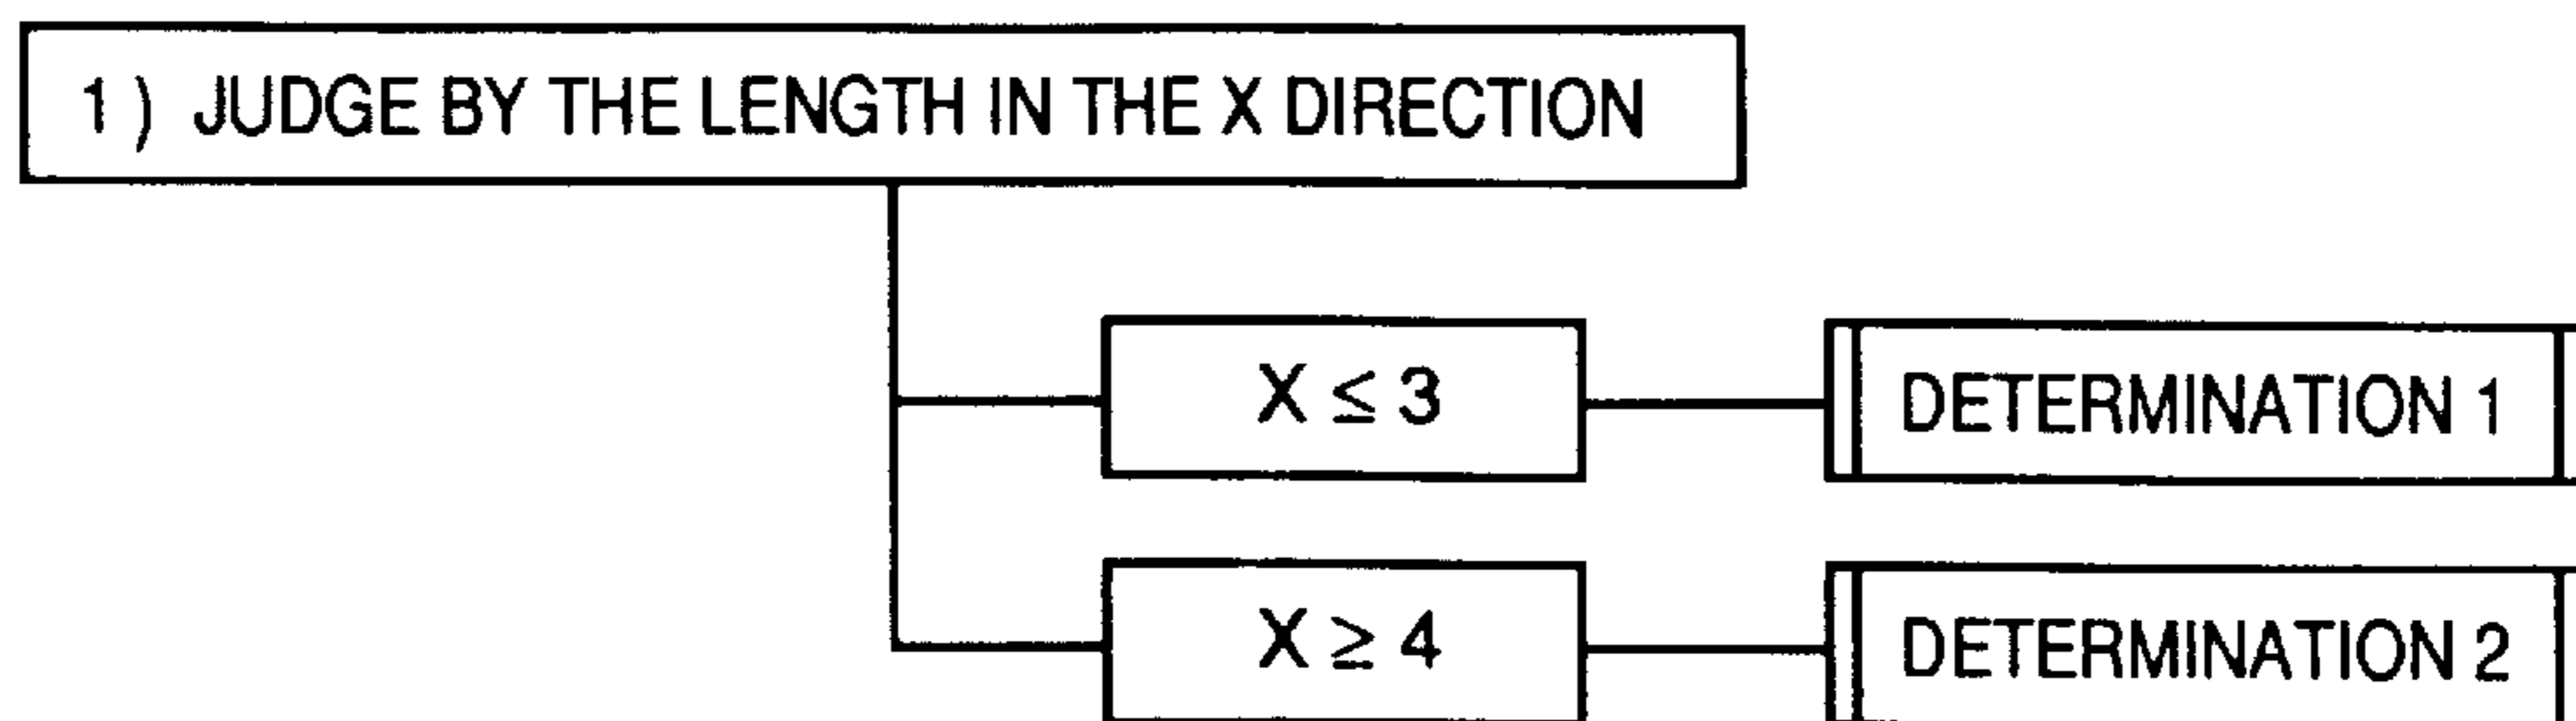 1 ) JUDGE BY THE LENGTH IN THE X DIRECTION
X ≤ 3 DETERMINATION 1
X ≥ 4 DETERMINATION 2